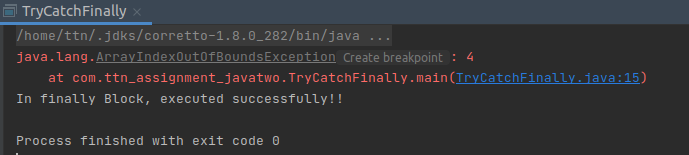 TryCatchFinally
/home/ttn/.jdks/corretto-1.8.0_282/bin/java ...
java.lang.ArrayIndexOutOfBoundsException Create breakpoint : 4
at com.ttn_assignment_javatwo.TryCatchFinally.main(TryCatchFinally.java:15)
In finally Block, executed successfully!!
Process finished with exit code 0